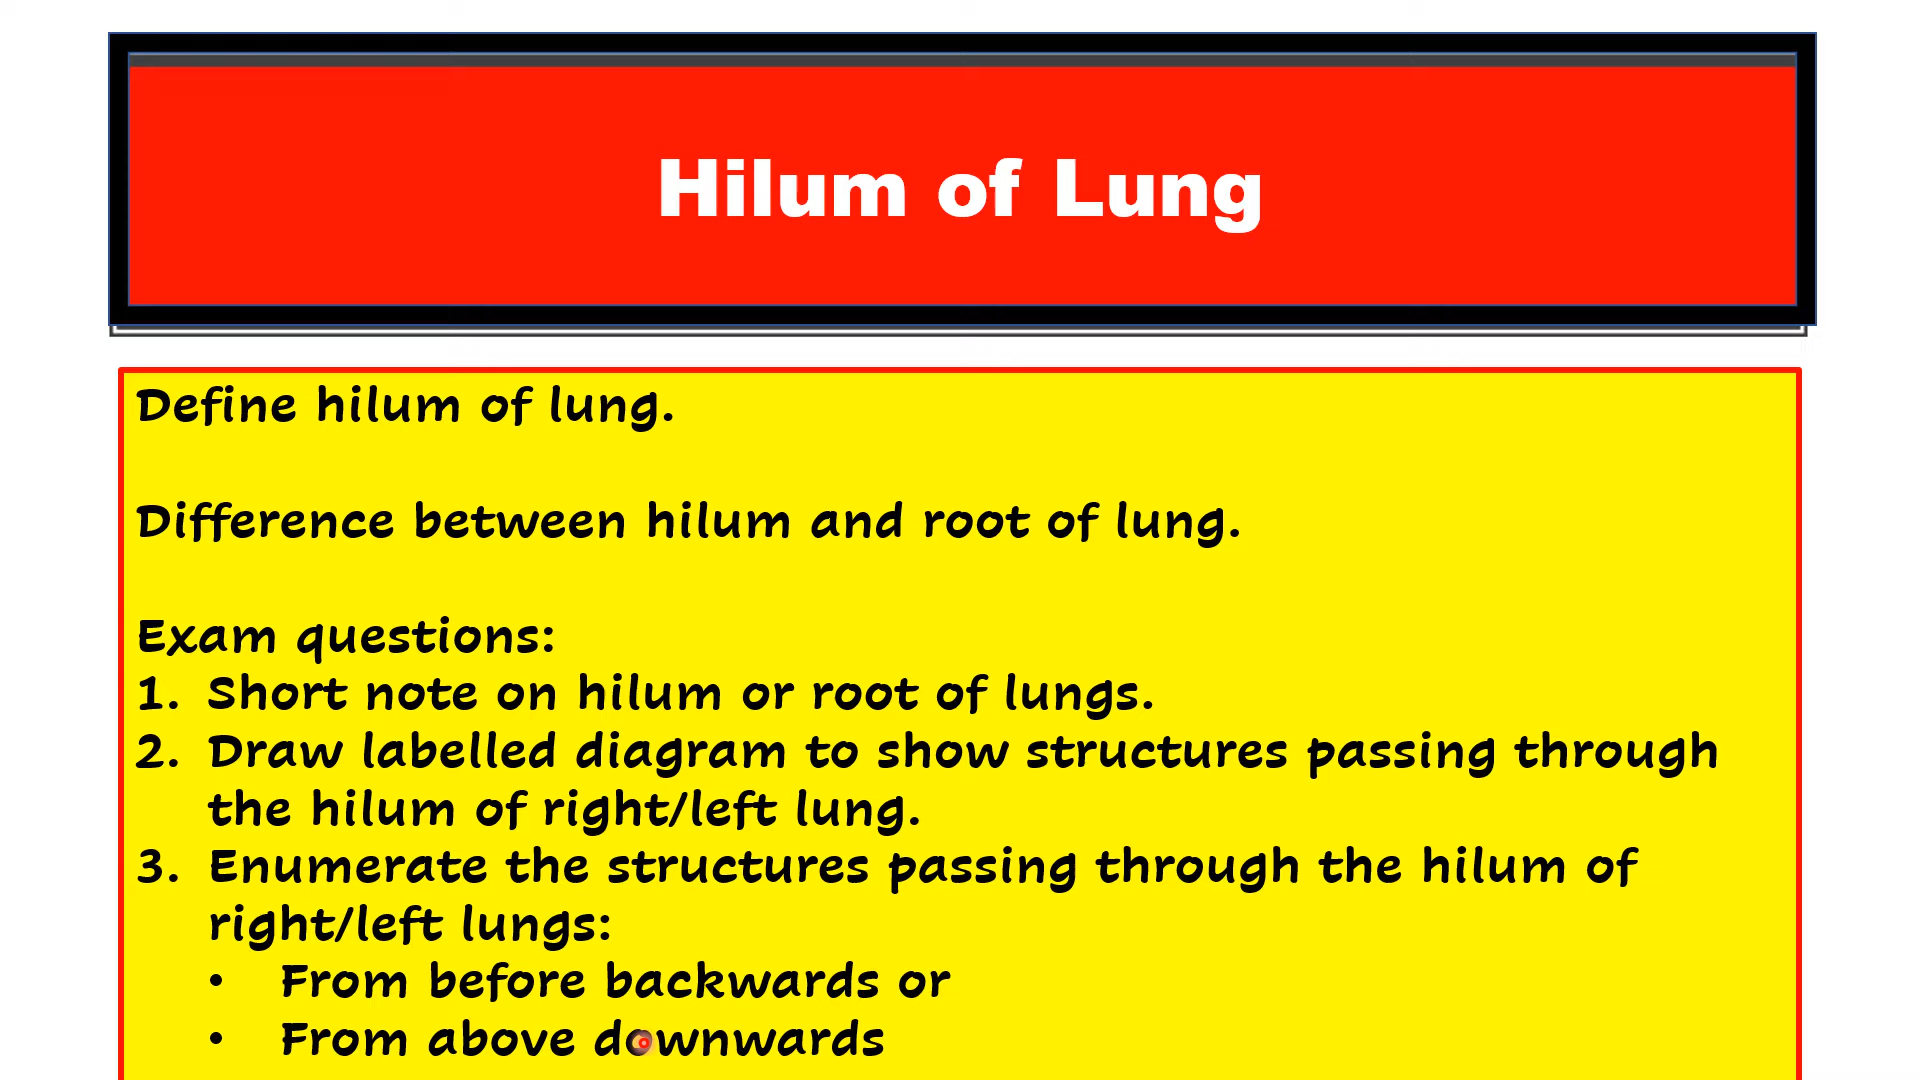 Hilum of Lung
Define hilum of lung.
Difference between hilum and root of lung.
Exam questions:
1. Short note on hilum or root of lungs.
2. Draw labelled diagram to show structures passing through
the hilum of right/left lung.
3. Enumerate the structures passing through the hilum of
right/left lungs:
• From before backwards or
• From above downwards